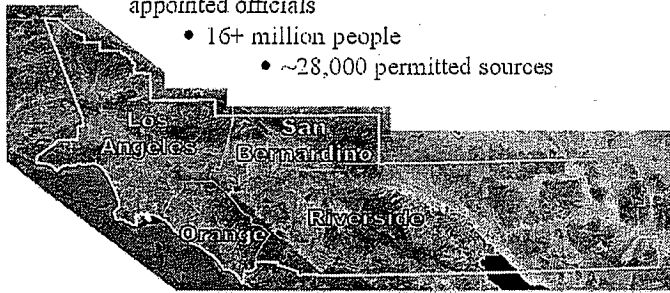 appointed officials
• 16+ million people
• ~28,000 permitted sources
Los
Angeles
San
Bernardino
Orange
Riverside